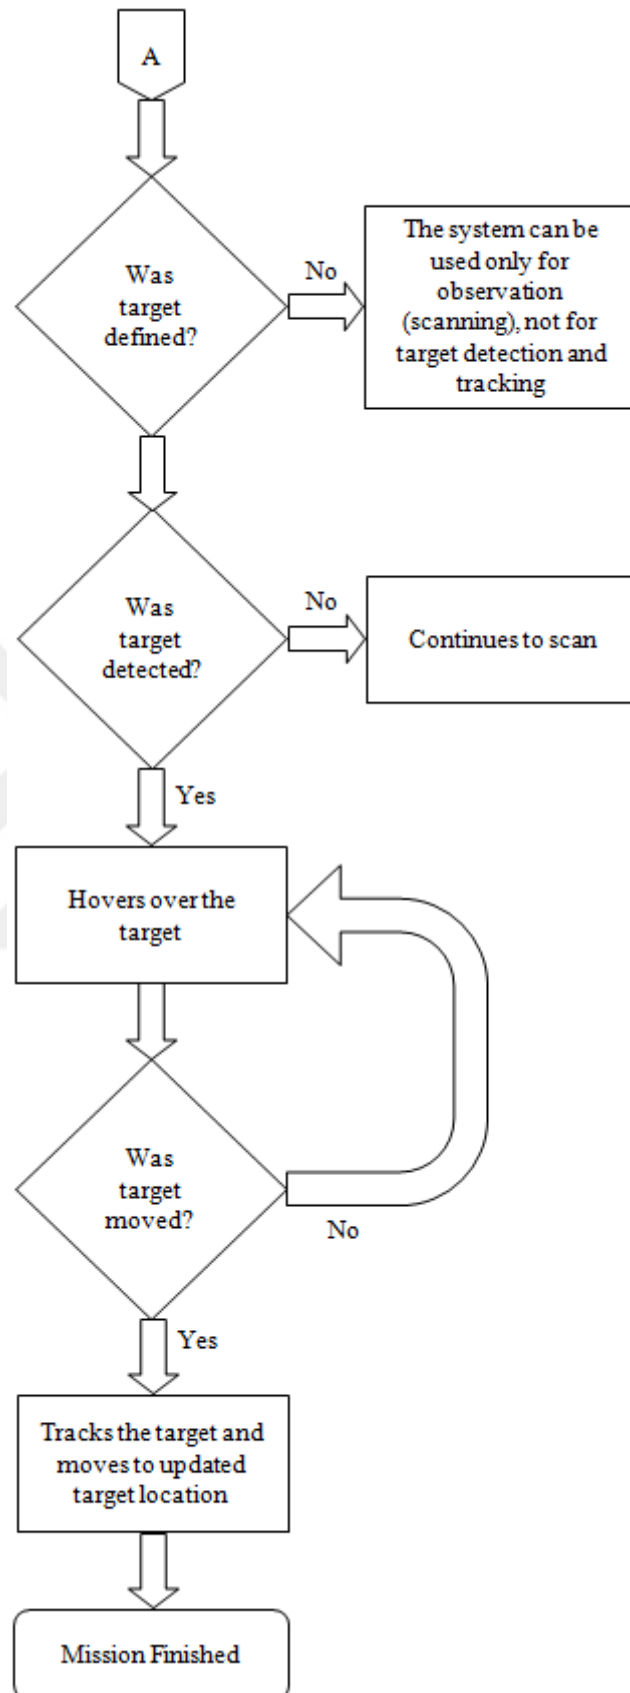 A
Was
target
defined?
No
The system can be
used only for
observation
(scanning), not for
target detection and
tracking
Was
target
detected?
No
Continues to scan
Yes
Hovers over the
target
Was
target
moved?
No
Yes
Tracks the target and
moves to updated
target location
Mission Finished